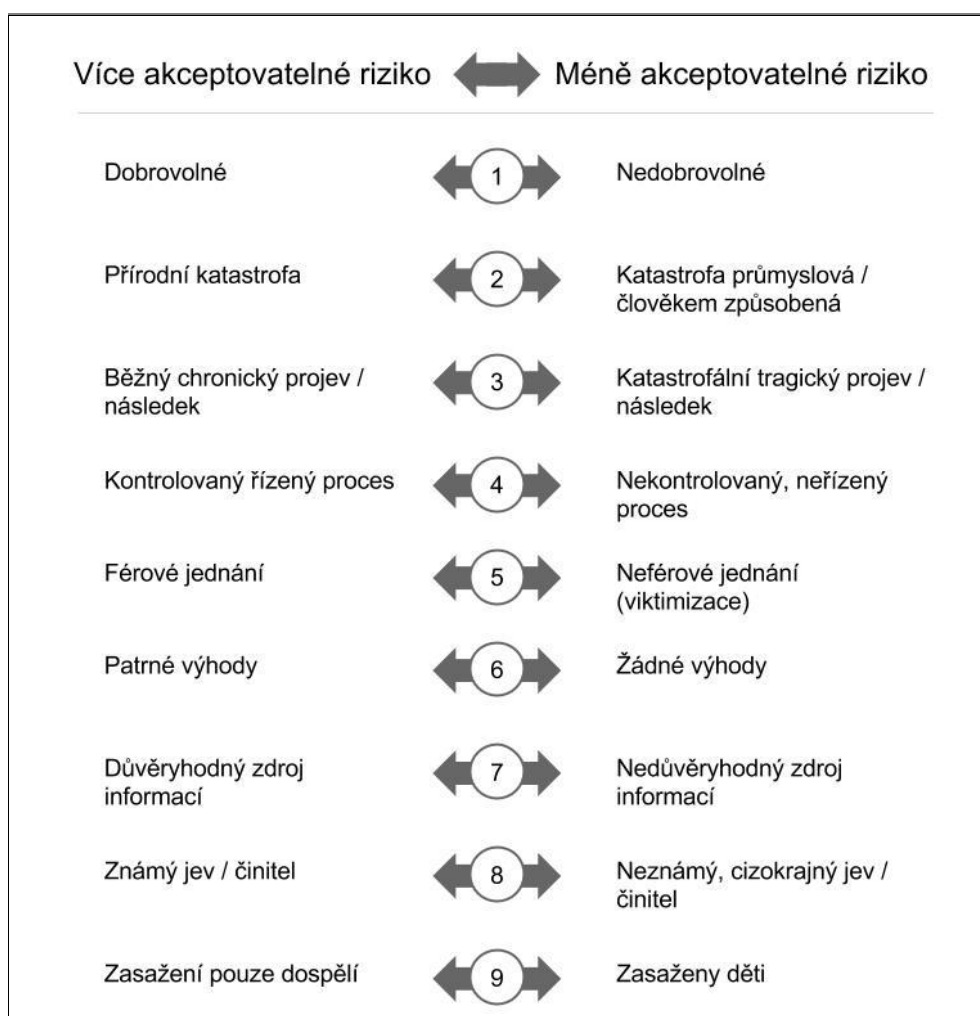 Více akceptovatelné riziko Méně akceptovatelné riziko
Dobrovolné 1 Nedobrovolné
Přírodní katastrofa 2 Katastrofa průmyslová /
člověkem způsobená
Běžný chronický projev / 3 Katastrofální tragický projev /
následek následek
Kontrolovaný řízený proces 4 Nekontrolovaný, neřízený
proces
Férové jednání 5 Neférové jednání
(viktimizace)
Patrné výhody 6 Žádné výhody
Důvěryhodný zdroj 7 Nedůvěryhodný zdroj
informací informací
Známý jev / činitel 8 Neznámý, cizokrajný jev /
činitel
Zasažení pouze dospělí 9 Zasaženy děti